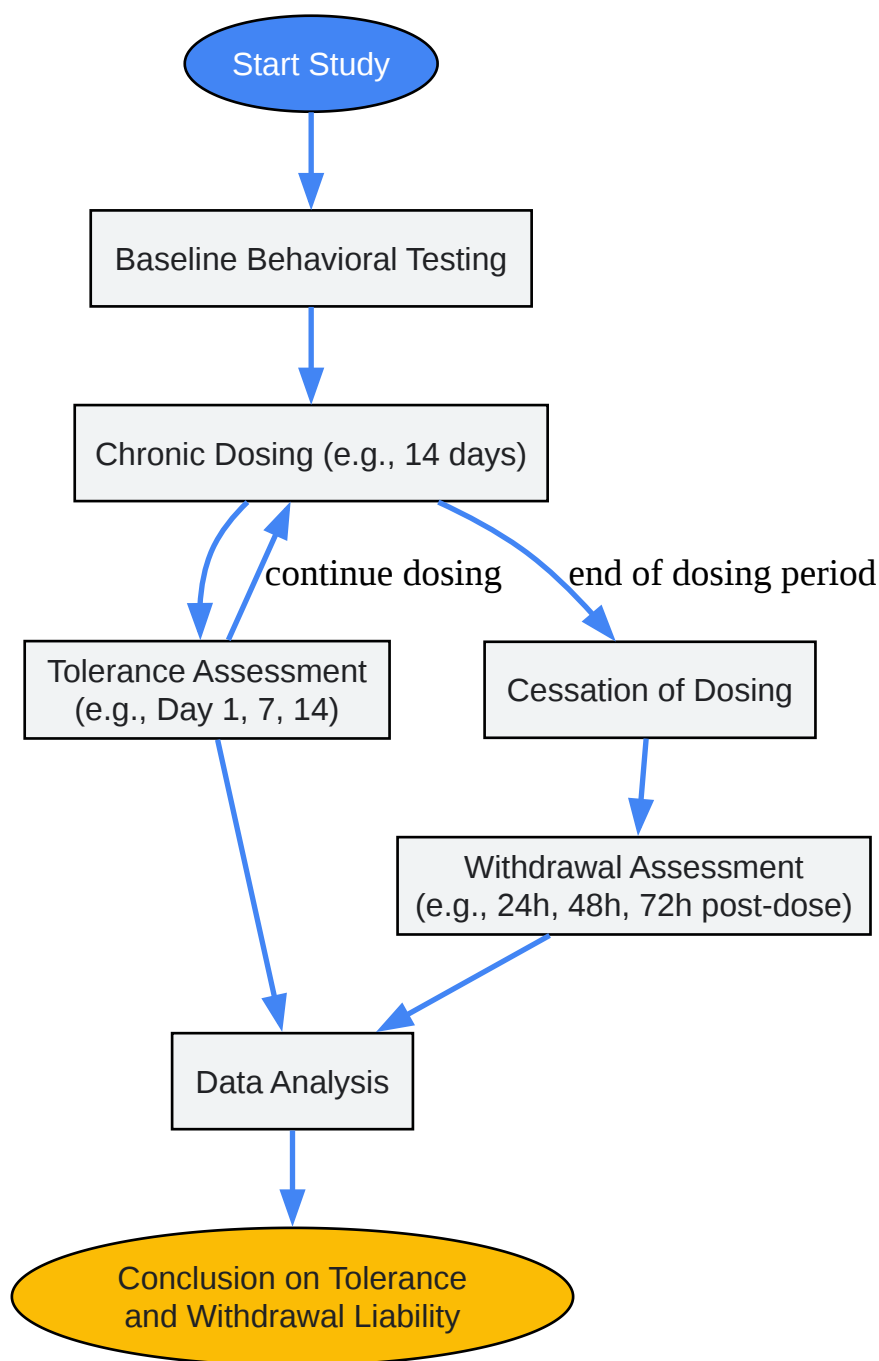 Start Study
Baseline Behavioral Testing
Chronic Dosing (e.g., 14 days)
continue dosing
end of dosing period
Tolerance Assessment
(e.g., Day 1, 7, 14)
Cessation of Dosing
Withdrawal Assessment
(e.g., 24h, 48h, 72h post-dose)
Data Analysis
Conclusion on Tolerance
and Withdrawal Liability